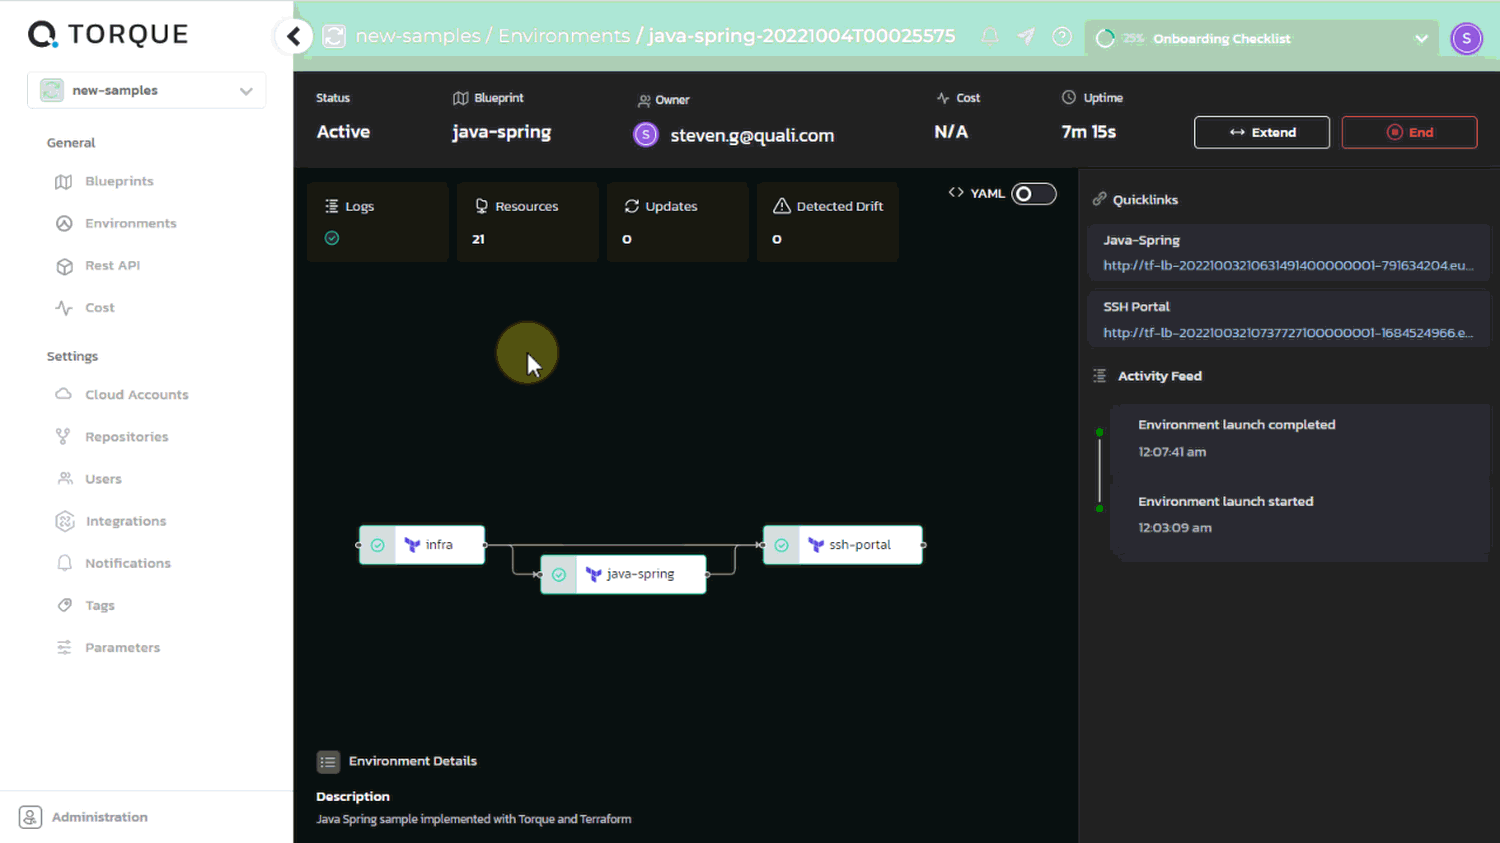 TORQUE
new-samples
General
Blueprints
Environments
Rest API
Cost
Settings
Cloud Accounts
Repositories
Users
Integrations
Notifications
Tags
Parameters
Administration
new-samples / Environments / java-spring-20221004T00025575
25% Onboarding Checklist
S
Status
Active
Blueprint
java-spring
Owner
S steven.g@quali.com
Cost
N/A
Uptime
7m 15s
Extend
End
Logs
Resources
21
Updates
0
Detected Drift
0
<> YAML
infra
java-spring
ssh-portal
Environment Details
Description
Java Spring sample implemented with Torque and Terraform
Quicklinks
Java-Spring
http://tf-lb-20221003210631491400000001-791634204.eu...
SSH Portal
http://tf-lb-20221003210737727100000001-1684524966.e...
Activity Feed
Environment launch completed
12:07:41 am
Environment launch started
12:03:09 am